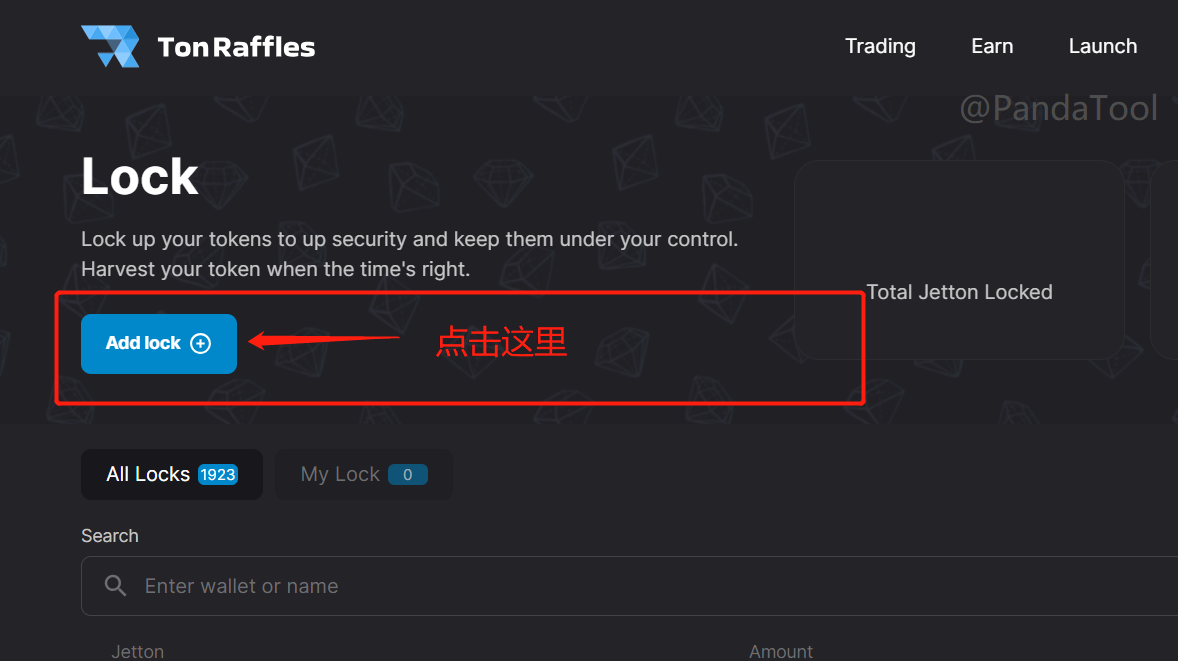 TonRaffles
Trading
Earn
Launch
@PandaTool
Lock
Lock up your tokens to up security and keep them under your control.
Harvest your token when the time's right.
Total Jetton Locked
Add lock
点击这里
All Locks 1923
My Lock 0
Search
Enter wallet or name
Jetton
Amount